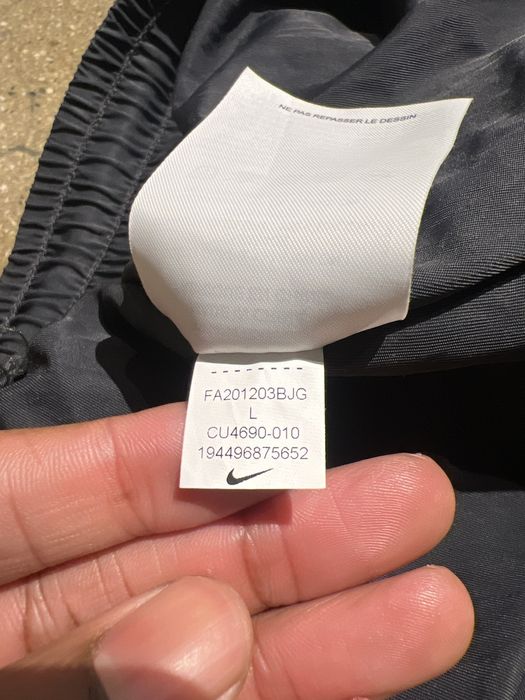 NE PAS REPASSER LE DESSIN
FA201203BJG
L
CU4690-010
194496875652